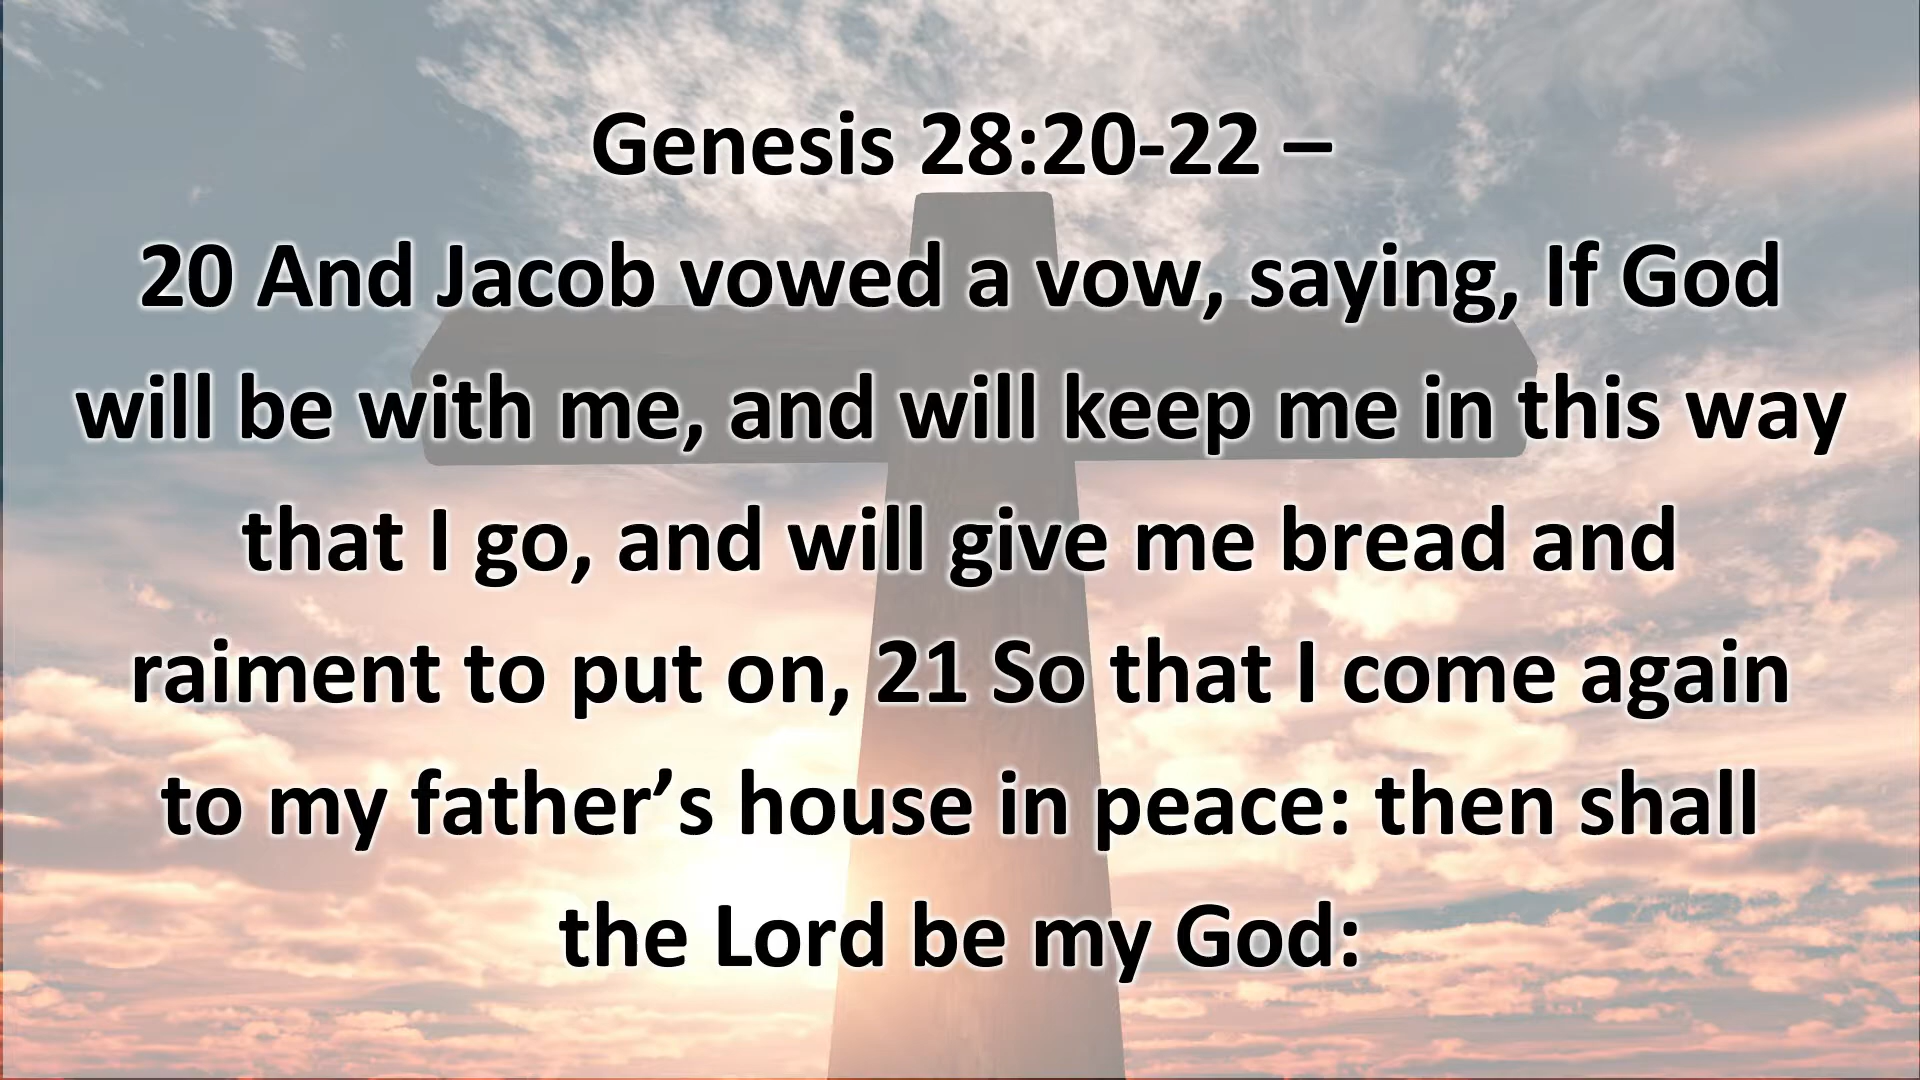 Genesis 28:20-22 –
20 And Jacob vowed a vow, saying, If God
will be with me, and will keep me in this way
that I go, and will give me bread and
raiment to put on, 21 So that I come again
to my father’s house in peace: then shall
the Lord be my God: